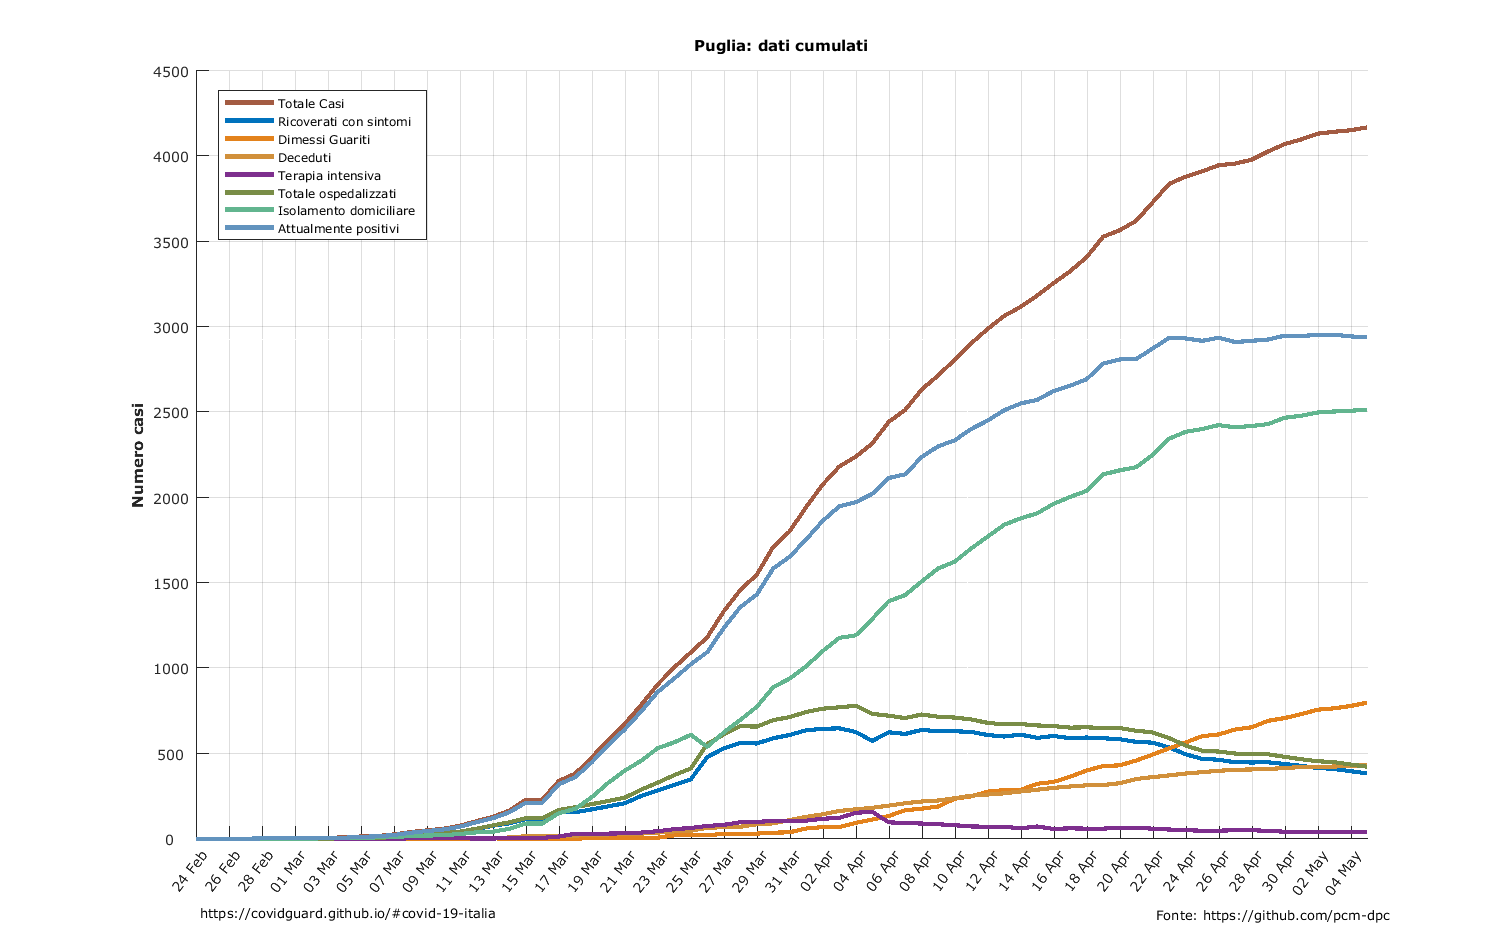 Puglia: dati cumulati
4500
4000
3500
3000
2500
2000
1500
1000
500
0
Numero casi
Totale Casi
Ricoverati con sintomi
Dimessi Guariti
Deceduti
Terapia intensiva
Totale ospedalizzati
Isolamento domiciliare
Attualmente positivi
24 Feb
26 Feb
28 Feb
01 Mar
03 Mar
05 Mar
07 Mar
09 Mar
11 Mar
13 Mar
15 Mar
17 Mar
19 Mar
21 Mar
23 Mar
25 Mar
27 Mar
29 Mar
31 Mar
02 Apr
04 Apr
06 Apr
08 Apr
10 Apr
12 Apr
14 Apr
16 Apr
18 Apr
20 Apr
22 Apr
24 Apr
26 Apr
28 Apr
30 Apr
02 May
04 May
https://covidguard.github.io/#covid-19-italia
Fonte: https://github.com/pcm-dpc